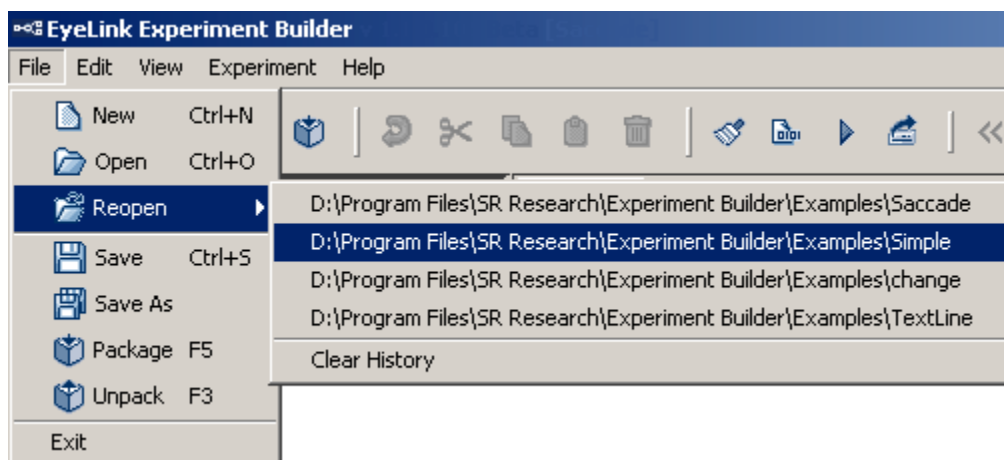 EyeLink Experiment Builder
File Edit View Experiment Help
New Ctrl+N
Open Ctrl+O
Reopen
D:\Program Files\SR Research\Experiment Builder\Examples\Saccade
D:\Program Files\SR Research\Experiment Builder\Examples\Simple
D:\Program Files\SR Research\Experiment Builder\Examples\change
D:\Program Files\SR Research\Experiment Builder\Examples\TextLine
Clear History
Save Ctrl+S
Save As
Package F5
Unpack F3
Exit